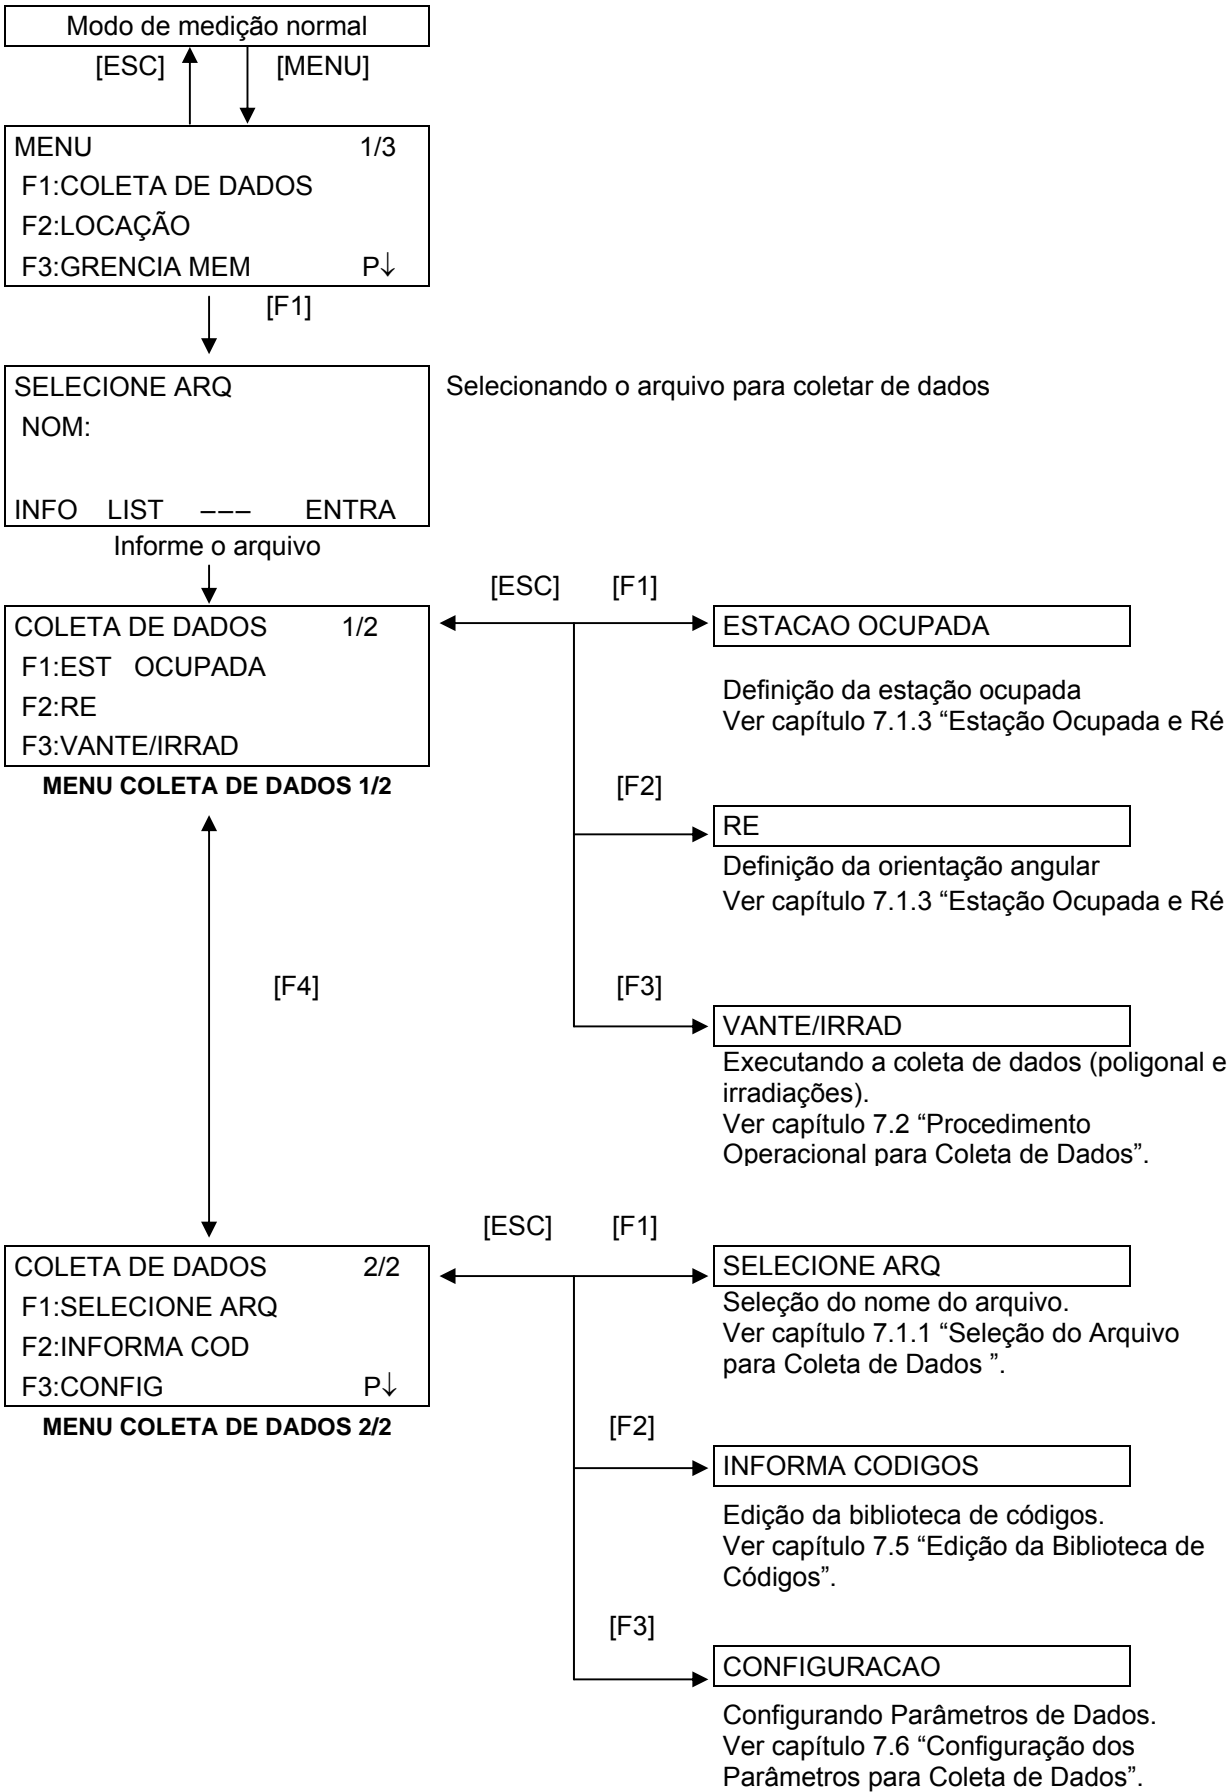 Modo de medição normal
[ESC] [MENU]
MENU 1/3
F1:COLETA DE DADOS
F2:LOCAÇÃO
F3:GRENCIA MEM P↓
[F1]
SELECIONE ARQ
NOM:
INFO LIST --- ENTRA
Selecionando o arquivo para coletar de dados
Informe o arquivo
COLETA DE DADOS 1/2
F1:EST OCUPADA
F2:RE
F3:VANTE/IRRAD
MENU COLETA DE DADOS 1/2
[ESC] [F1]
ESTACAO OCUPADA
Definição da estação ocupada
Ver capítulo 7.1.3 “Estação Ocupada e Ré
[F2]
RE
Definição da orientação angular
Ver capítulo 7.1.3 “Estação Ocupada e Ré
[F4]
[F3]
VANTE/IRRAD
Executando a coleta de dados (poligonal e
irradiações).
Ver capítulo 7.2 “Procedimento
Operacional para Coleta de Dados”.
COLETA DE DADOS 2/2
F1:SELECIONE ARQ
F2:INFORMA COD
F3:CONFIG P↓
MENU COLETA DE DADOS 2/2
[ESC] [F1]
SELECIONE ARQ
Seleção do nome do arquivo.
Ver capítulo 7.1.1 “Seleção do Arquivo
para Coleta de Dados ”.
[F2]
INFORMA CODIGOS
Edição da biblioteca de códigos.
Ver capítulo 7.5 “Edição da Biblioteca de
Códigos”.
[F3]
CONFIGURACAO
Configurando Parâmetros de Dados.
Ver capítulo 7.6 “Configuração dos
Parâmetros para Coleta de Dados”.